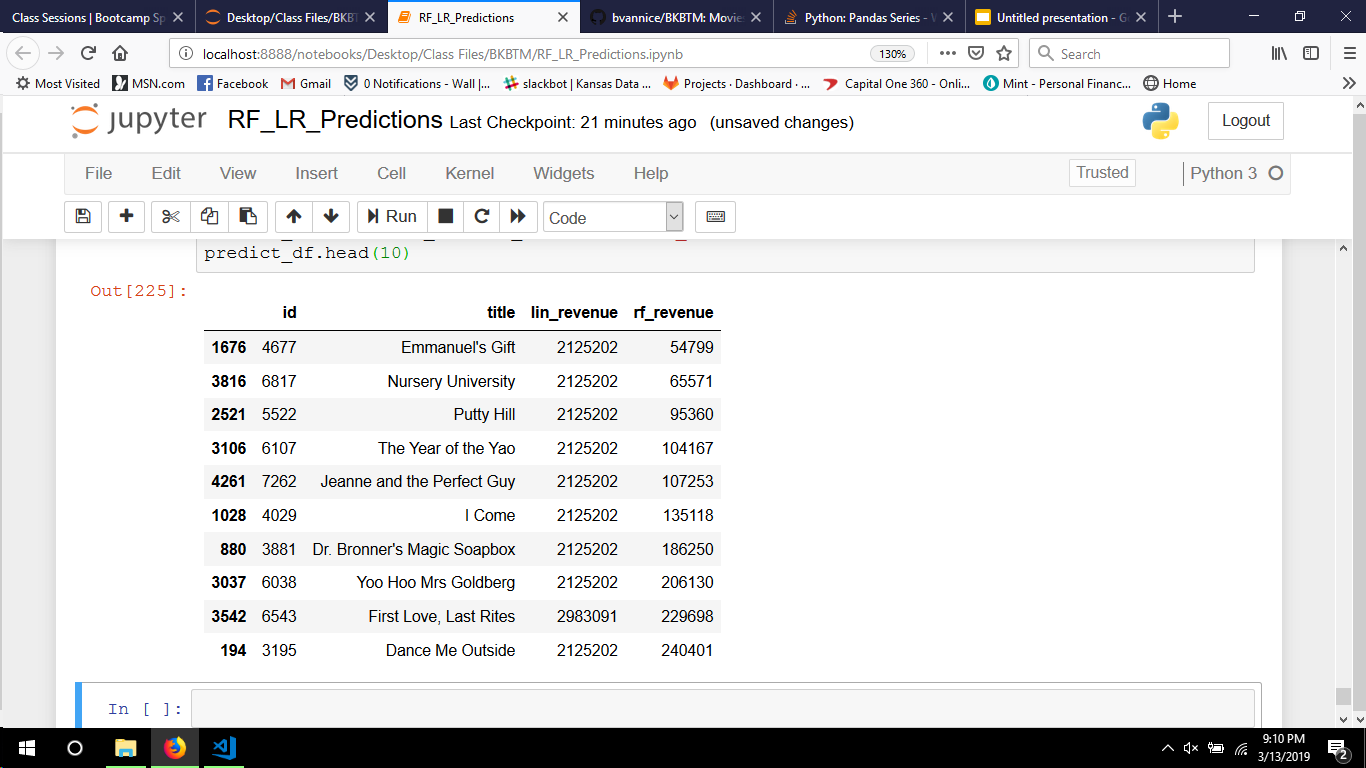 Class Sessions | Bootcamp Sp
Desktop/Class Files/BKBT
RF_LR_Predictions
bvannice/BKBTM: Movie
Python: Pandas Series - 
Untitled presentation - G
localhost:8888/notebooks/Desktop/Class Files/BKBTM/RF_LR_Predictions.ipynb
130%
Search
Most Visited
MSN.com
Facebook
Gmail
0 Notifications - Wall |...
slackbot | Kansas Data ...
Projects · Dashboard · ...
Capital One 360 - Onli...
Mint - Personal Financ...
Home
jupyter
RF_LR_Predictions Last Checkpoint: 21 minutes ago (unsaved changes)
Logout
File Edit View Insert Cell Kernel Widgets Help
Trusted
Python 3
Run
Code
predict_df.head(10)
Out[225]:
id title lin_revenue rf_revenue
1676 4677 Emmanuel's Gift 2125202 54799
3816 6817 Nursery University 2125202 65571
2521 5522 Putty Hill 2125202 95360
3106 6107 The Year of the Yao 2125202 104167
4261 7262 Jeanne and the Perfect Guy 2125202 107253
1028 4029 I Come 2125202 135118
880 3881 Dr. Bronner's Magic Soapbox 2125202 186250
3037 6038 Yoo Hoo Mrs Goldberg 2125202 206130
3542 6543 First Love, Last Rites 2983091 229698
194 3195 Dance Me Outside 2125202 240401
In [ ]:
9:10 PM
3/13/2019
2